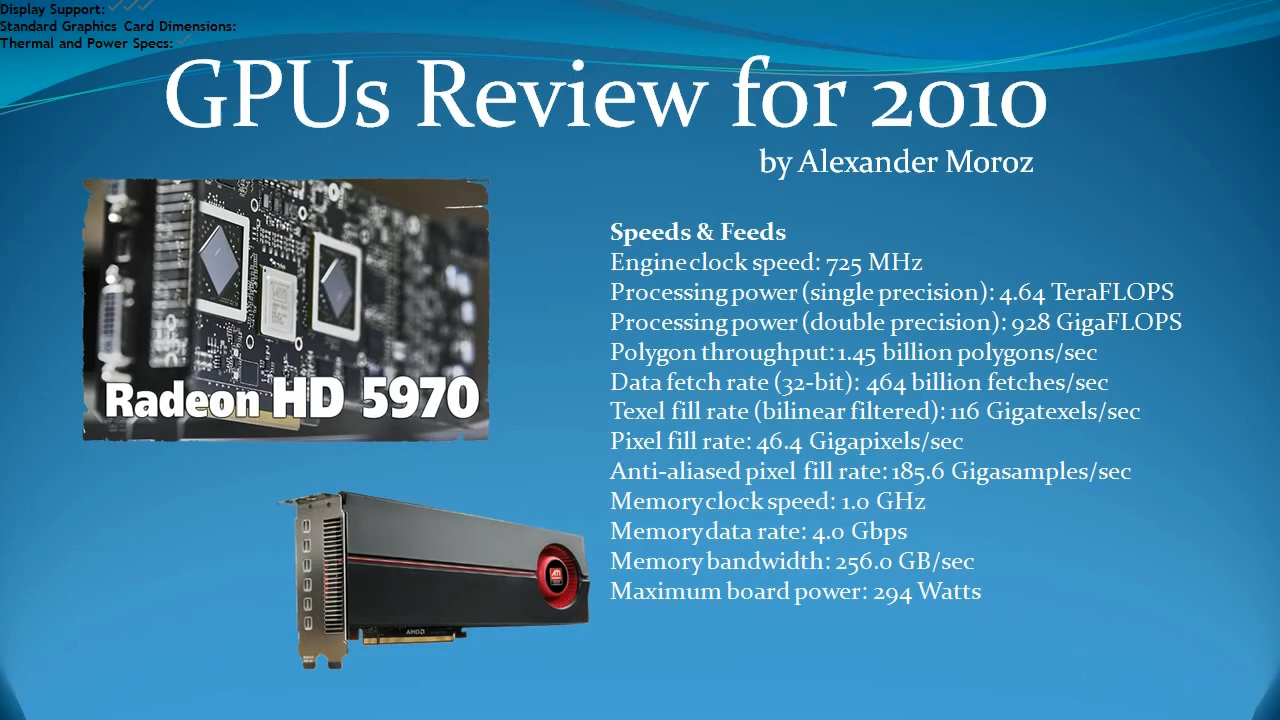 Display Support:
Standard Graphics Card Dimensions:
Thermal and Power Specs:
GPUs Review for 2010
by Alexander Moroz
Radeon HD 5970
Speeds & Feeds
Engine clock speed: 725 MHz
Processing power (single precision): 4.64 TeraFLOPS
Processing power (double precision): 928 GigaFLOPS
Polygon throughput: 1.45 billion polygons/sec
Data fetch rate (32-bit): 464 billion fetches/sec
Texel fill rate (bilinear filtered): 116 Gigatexels/sec
Pixel fill rate: 46.4 Gigapixels/sec
Anti-aliased pixel fill rate: 185.6 Gigasamples/sec
Memory clock speed: 1.0 GHz
Memory data rate: 4.0 Gbps
Memory bandwidth: 256.0 GB/sec
Maximum board power: 294 Watts
ATI
AMD